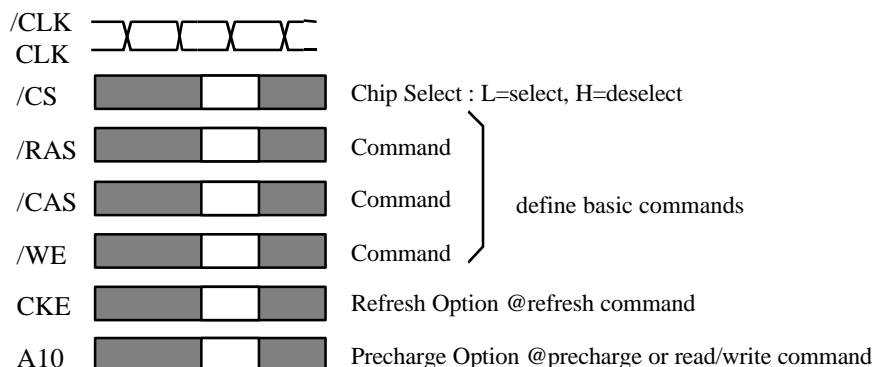 /CLK
CLK
/CS Chip Select : L=select, H=deselect
/RAS Command
/CAS Command define basic commands
/WE Command
CKE Refresh Option @refresh command
A10 Precharge Option @precharge or read/write command